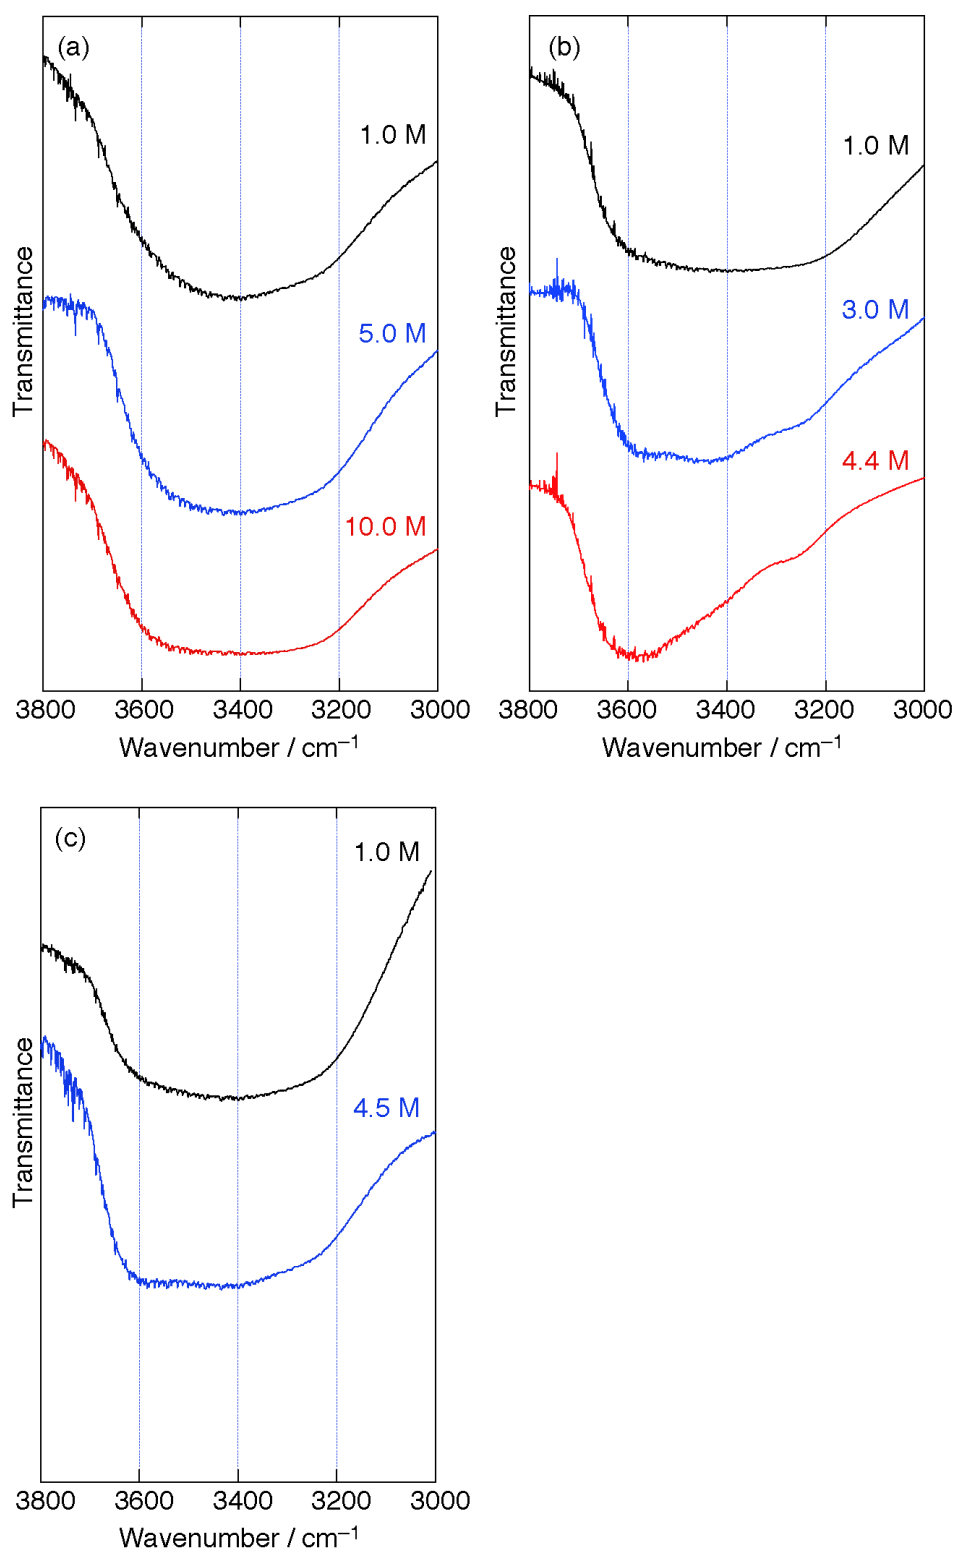 (a)
1.0 M
5.0 M
10.0 M
Transmittance
3800 3600 3400 3200 3000
Wavenumber / cm⁻¹
(b)
1.0 M
3.0 M
4.4 M
Transmittance
3800 3600 3400 3200 3000
Wavenumber / cm⁻¹
(c)
1.0 M
4.5 M
Transmittance
3800 3600 3400 3200 3000
Wavenumber / cm⁻¹